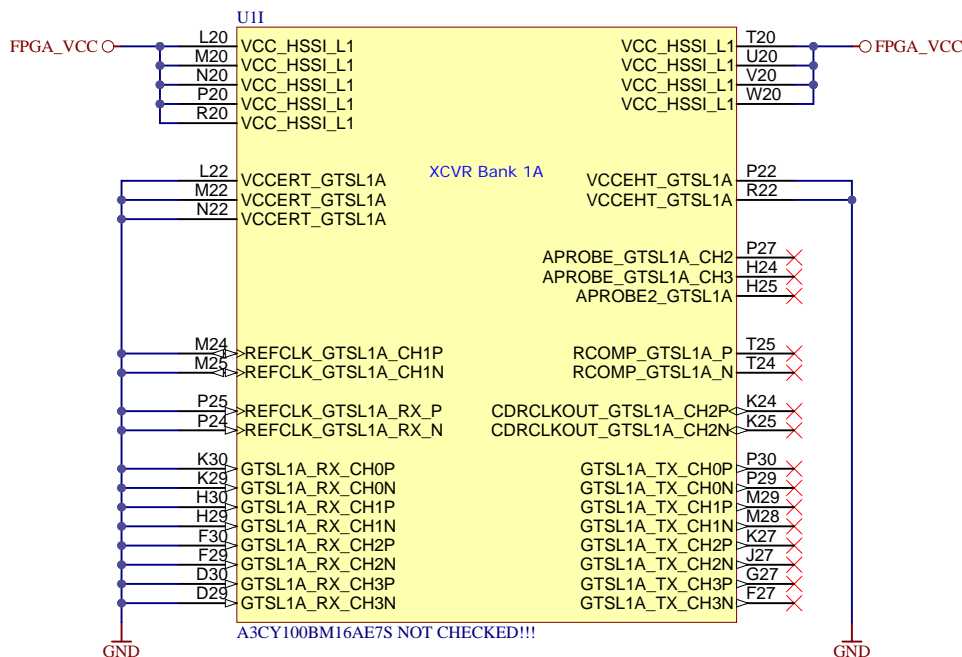 U1I
FPGA_VCC L20 VCC_HSSI_L1 VCC_HSSI_L1 T20 FPGA_VCC
M20 VCC_HSSI_L1 VCC_HSSI_L1 U20
N20 VCC_HSSI_L1 VCC_HSSI_L1 V20
P20 VCC_HSSI_L1 VCC_HSSI_L1 W20
R20 VCC_HSSI_L1
XCVR Bank 1A
L22 VCCERT_GTSL1A VCCEHT_GTSL1A P22
M22 VCCERT_GTSL1A VCCEHT_GTSL1A R22
N22 VCCERT_GTSL1A
APROBE_GTSL1A_CH2 P27
APROBE_GTSL1A_CH3 H24
APROBE2_GTSL1A H25
M24 REFCLK_GTSL1A_CH1P RCOMP_GTSL1A_P T25
M25 REFCLK_GTSL1A_CH1N RCOMP_GTSL1A_N T24
P25 REFCLK_GTSL1A_RX_P CDRCLKOUT_GTSL1A_CH2P K24
P24 REFCLK_GTSL1A_RX_N CDRCLKOUT_GTSL1A_CH2N K25
K30 GTSL1A_RX_CH0P GTSL1A_TX_CH0P P30
K29 GTSL1A_RX_CH0N GTSL1A_TX_CH0N P29
H30 GTSL1A_RX_CH1P GTSL1A_TX_CH1P M29
H29 GTSL1A_RX_CH1N GTSL1A_TX_CH1N M28
F30 GTSL1A_RX_CH2P GTSL1A_TX_CH2P K27
F29 GTSL1A_RX_CH2N GTSL1A_TX_CH2N J27
D30 GTSL1A_RX_CH3P GTSL1A_TX_CH3P G27
D29 GTSL1A_RX_CH3N GTSL1A_TX_CH3N F27
A3CY100BM16AE7S NOT CHECKED!!!
GND GND